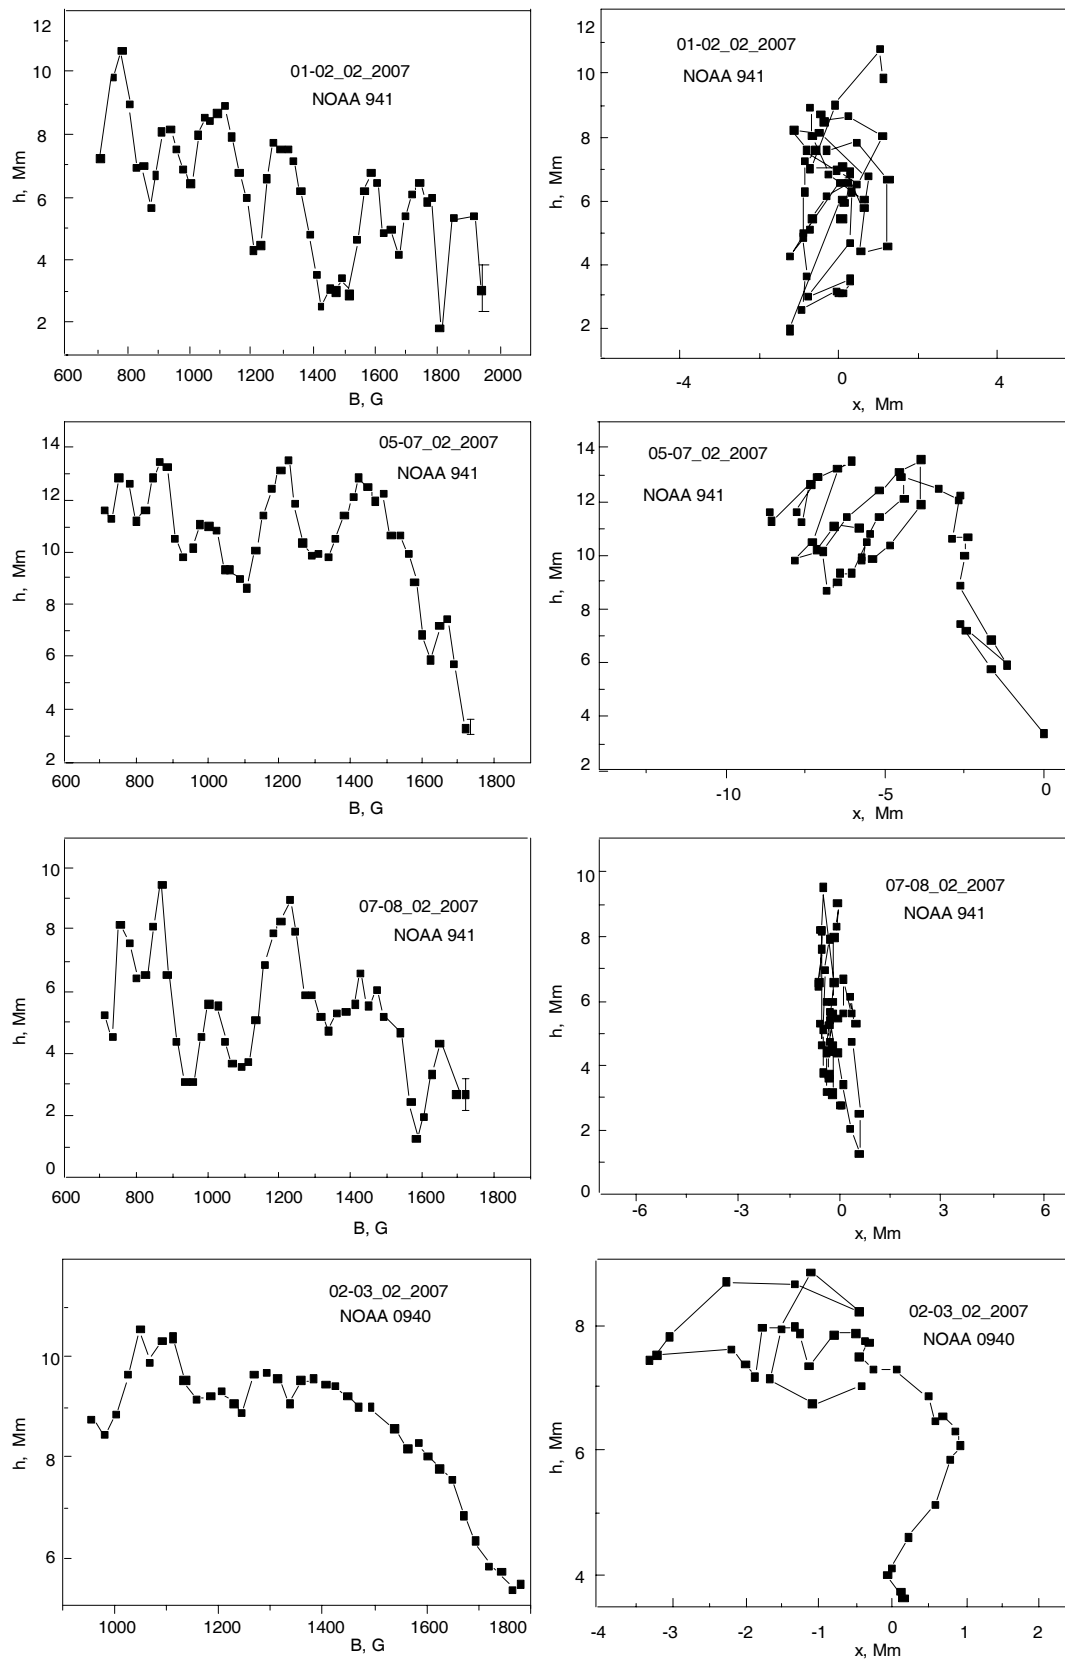 12
10
8
6
4
2
h, Mm
01-02_02_2007
NOAA 941
600 800 1000 1200 1400 1600 1800 2000
B, G
12
10
8
6
4
2
h, Mm
01-02_02_2007
NOAA 941
-4 0 4
x, Mm
14
12
10
8
6
4
2
h, Mm
05-07_02_2007
NOAA 941
600 800 1000 1200 1400 1600 1800
B, G
14
12
10
8
6
4
2
h, Mm
05-07_02_2007
NOAA 941
-10 -5 0
x, Mm
10
8
6
4
2
0
h, Mm
07-08_02_2007
NOAA 941
600 800 1000 1200 1400 1600 1800
B, G
10
8
6
4
2
0
h, Mm
07-08_02_2007
NOAA 941
-6 -3 0 3 6
x, Mm
10
8
6
h, Mm
02-03_02_2007
NOAA 0940
1000 1200 1400 1600 1800
B, G
8
6
4
h, Mm
02-03_02_2007
NOAA 0940
-4 -3 -2 -1 0 1 2
x, Mm